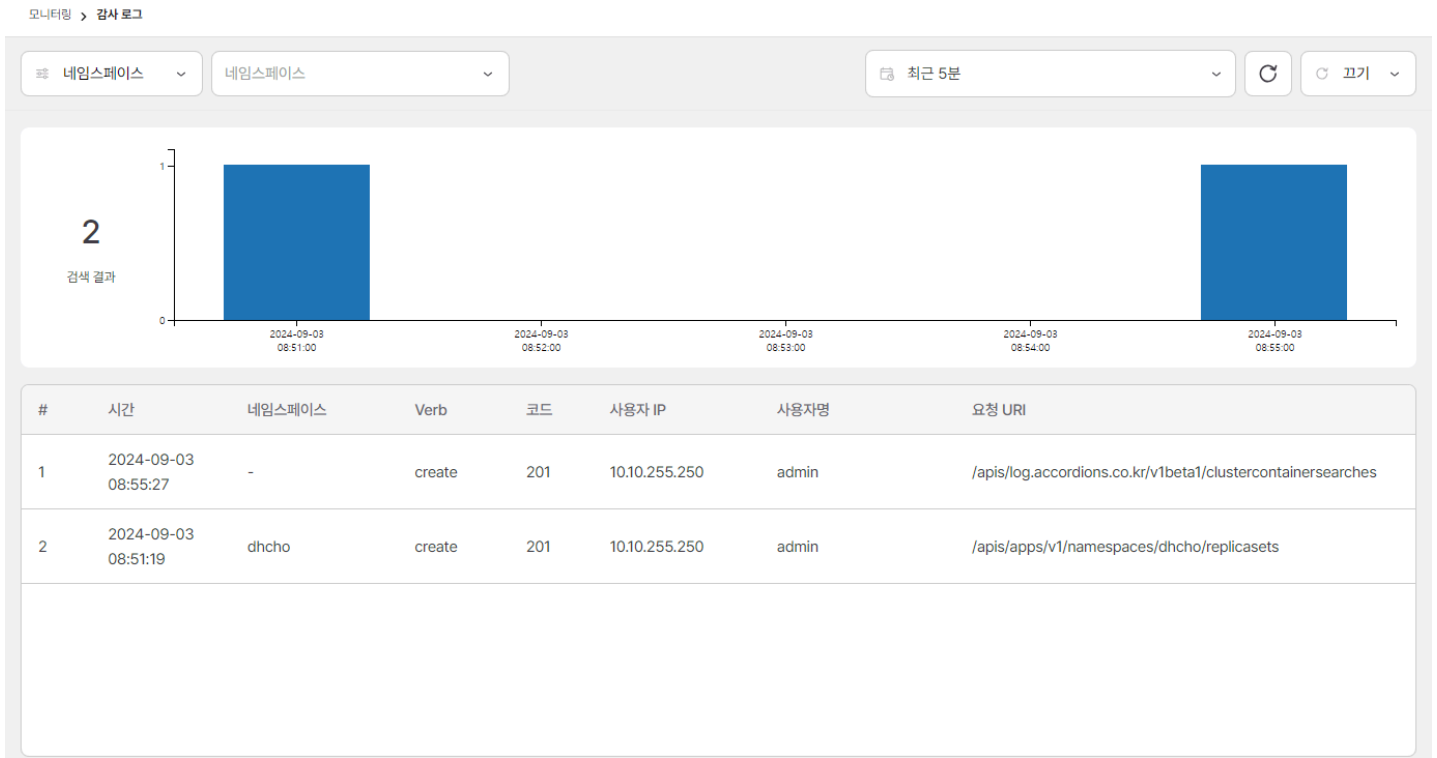 모니터링 > 감사 로그
네임스페이스 네임스페이스 최근 5분 끄기
1
2
검색 결과
0
2024-09-03 2024-09-03 2024-09-03 2024-09-03 2024-09-03
08:51:00 08:52:00 08:53:00 08:54:00 08:55:00
# 시간 네임스페이스 Verb 코드 사용자 IP 사용자명 요청 URI
1 2024-09-03 08:55:27 - create 201 10.10.255.250 admin /apis/log.accordions.co.kr/v1beta1/clustercontainersearches
2 2024-09-03 08:51:19 dhcho create 201 10.10.255.250 admin /apis/apps/v1/namespaces/dhcho/replicasets